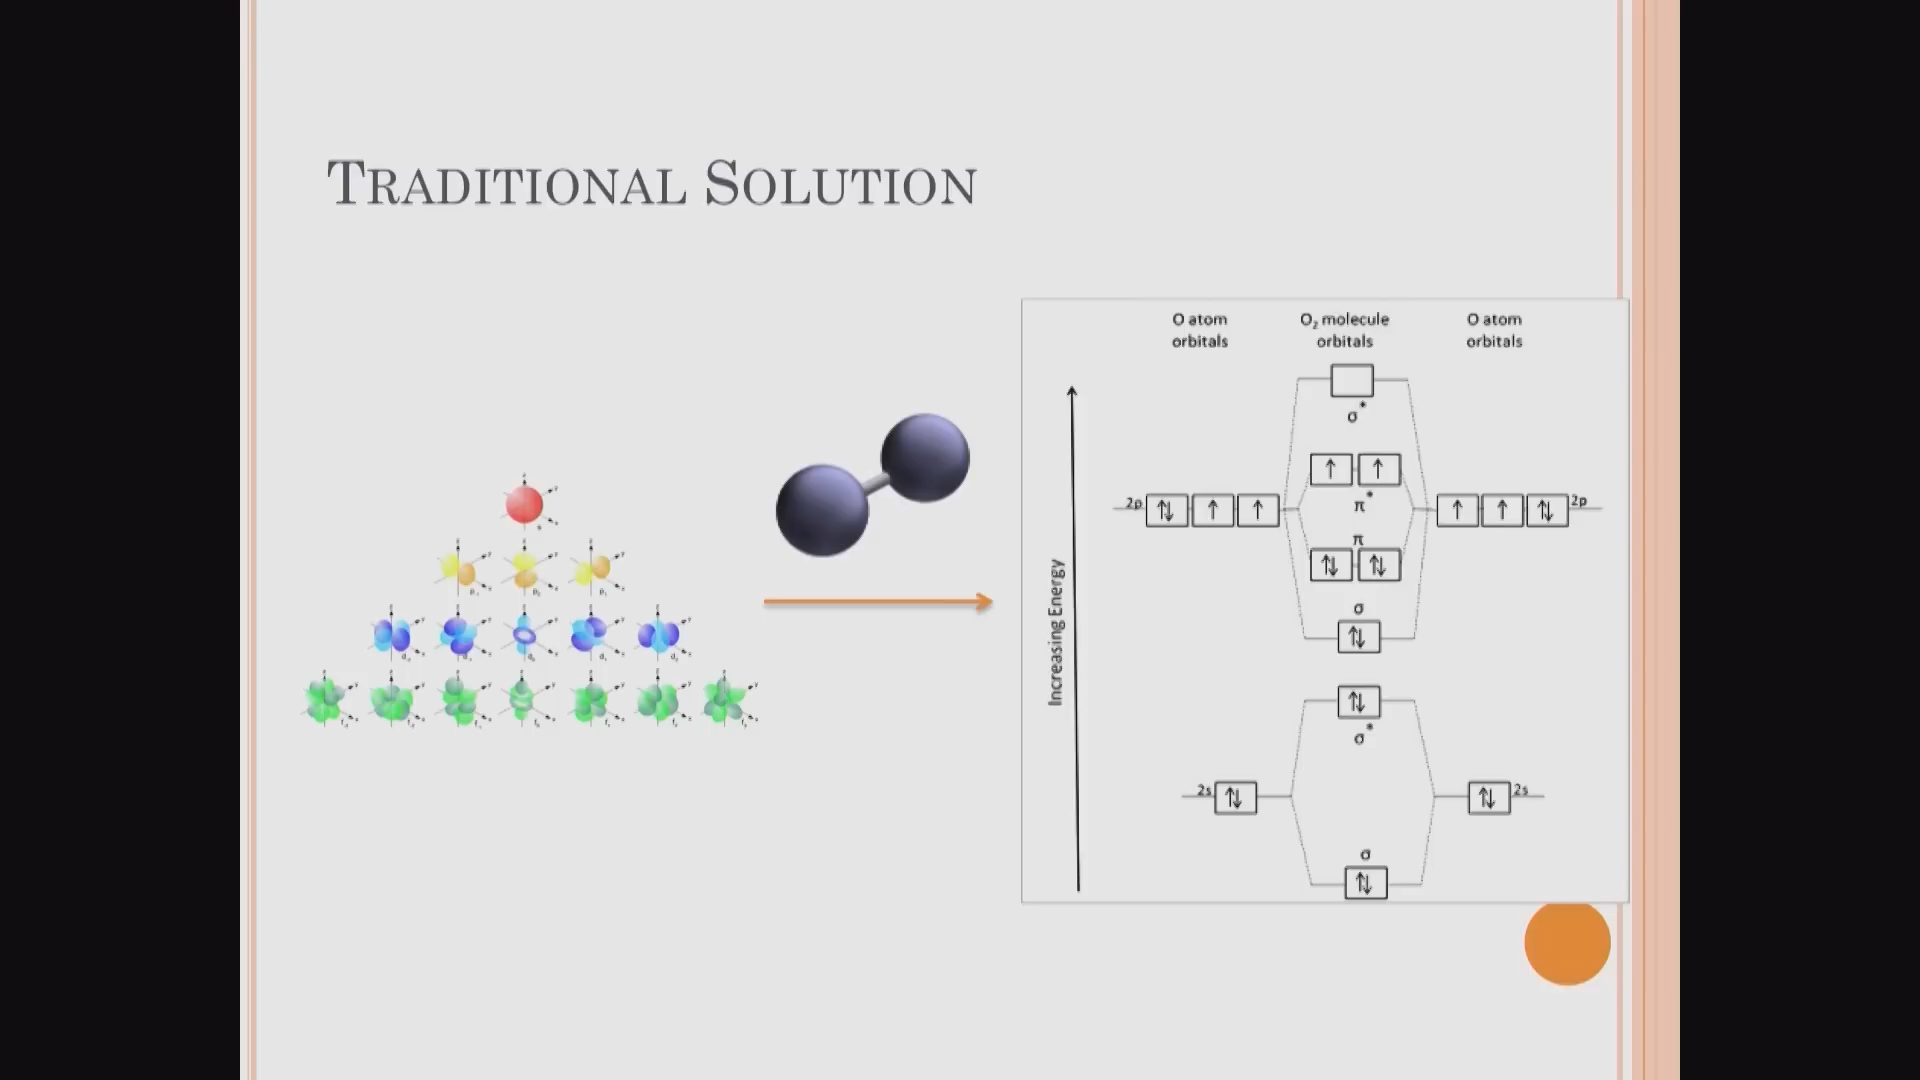 TRADITIONAL SOLUTION
O atom orbitals
O₂ molecule orbitals
O atom orbitals
σ*
π*
2p
2p
π
σ
σ*
2s
2s
σ
Increasing Energy